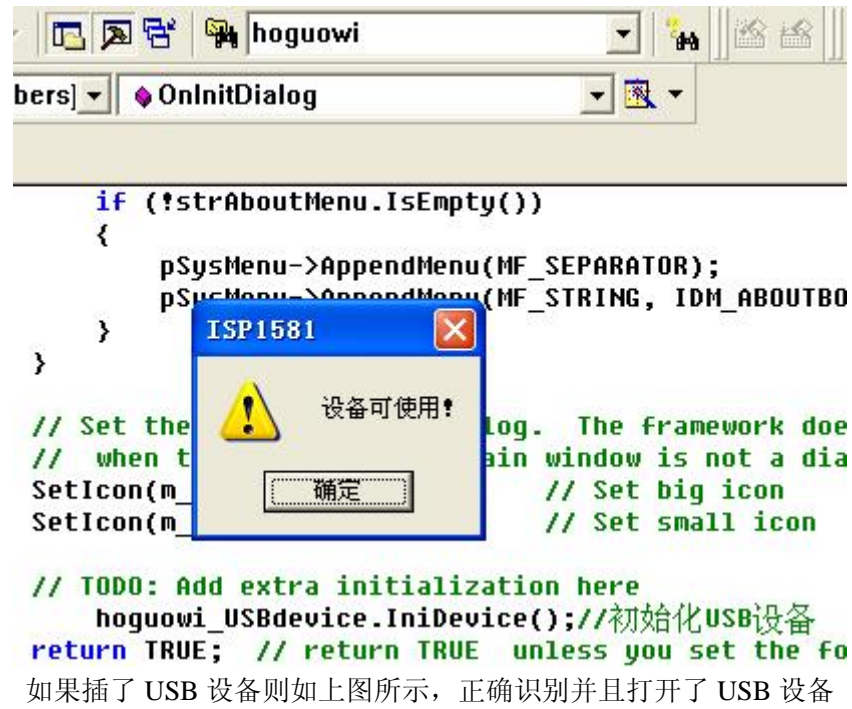 hoguowi
bers]
OnInitDialog
if (!strAboutMenu.IsEmpty())
{
pSysMenu->AppendMenu(MF_SEPARATOR);
pSysMenu->AppendMenu(MF_STRING, IDM_ABOUTBO
}
}
ISP1581
设备可使用!
确定
// Set the log. The framework doe
// when t ain window is not a dia
SetIcon(m_ // Set big icon
SetIcon(m_ // Set small icon
// TODO: Add extra initialization here
hoguowi_USBdevice.IniDevice();//初始化USB设备
return TRUE; // return TRUE unless you set the fo
如果插了 USB 设备则如上图所示，正确识别并且打开了 USB 设备